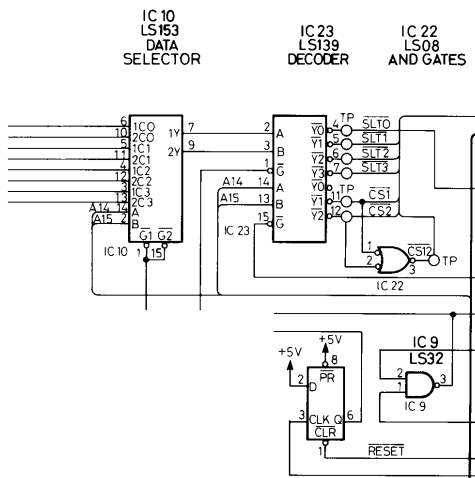 IC 10
LS153
DATA
SELECTOR
IC 23
LS139
DECODER
IC 22
LS08
AND GATES
6 1C0 1Y 7
10 2C0 2Y 9
5 1C1
11 2C1
4 1C2
12 2C2
3 1C3
13 2C3
A14 14 A
A15 2 B
IC 10 G1 G2
1 15
2 A Y0 4 TP SLT0
3 B Y1 5 SLT1
1 G Y2 6 SLT2
A14 14 A Y3 7 SLT3
A15 13 B Y0 TP
15 G Y1 11 CS1
IC 23 Y2 12 CS2
1
2 3 CS12 TP
IC 22
+5V +5V
8
PR
2 D
3 CLK Q 6
CLR
1 RESET
IC 9
LS32
2
1 3
IC 9